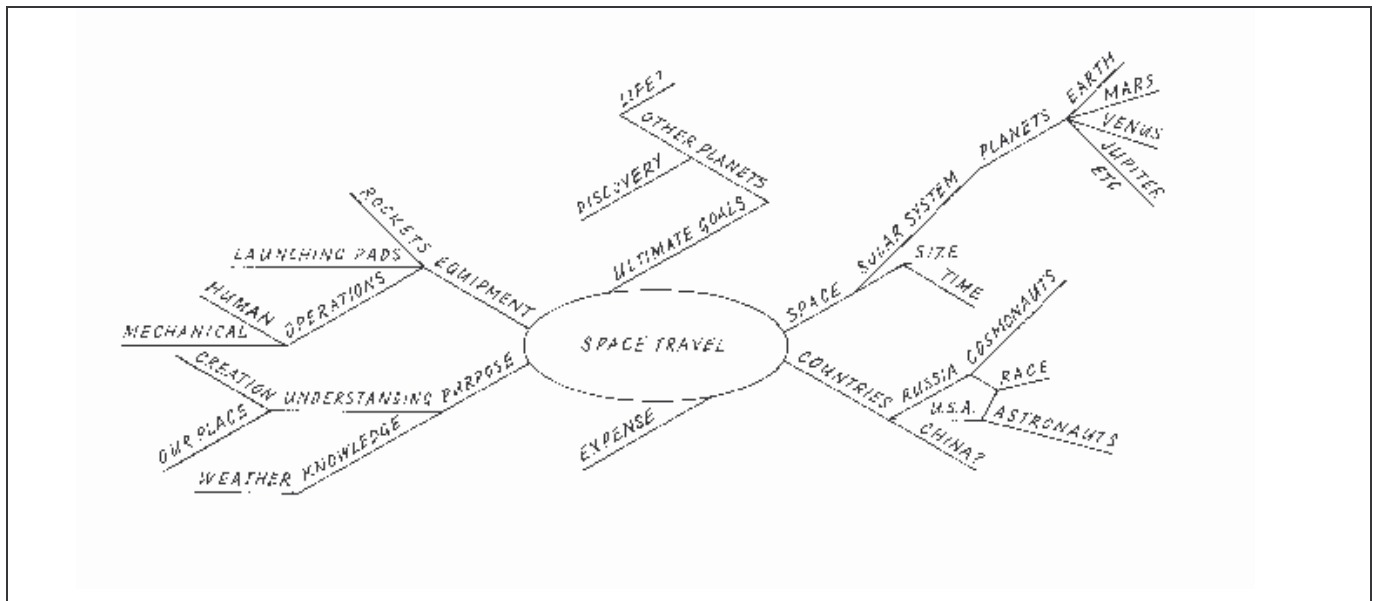 LIFE?
OTHER PLANETS
DISCOVERY
ULTIMATE GOALS
ROCKETS
LAUNCHING PADS
EQUIPMENT
HUMAN
OPERATIONS
MECHANICAL
SPACE TRAVEL
SPACE
SOLAR SYSTEM
PLANETS
EARTH
MARS
VENUS
JUPITER
ETC
SIZE
TIME
CREATION
UNDERSTANDING
PURPOSE
OUR PLACE
KNOWLEDGE
WEATHER
EXPENSE
COUNTRIES
RUSSIA
COSMONAUTS
RACE
U.S.A.
ASTRONAUTS
CHINA?